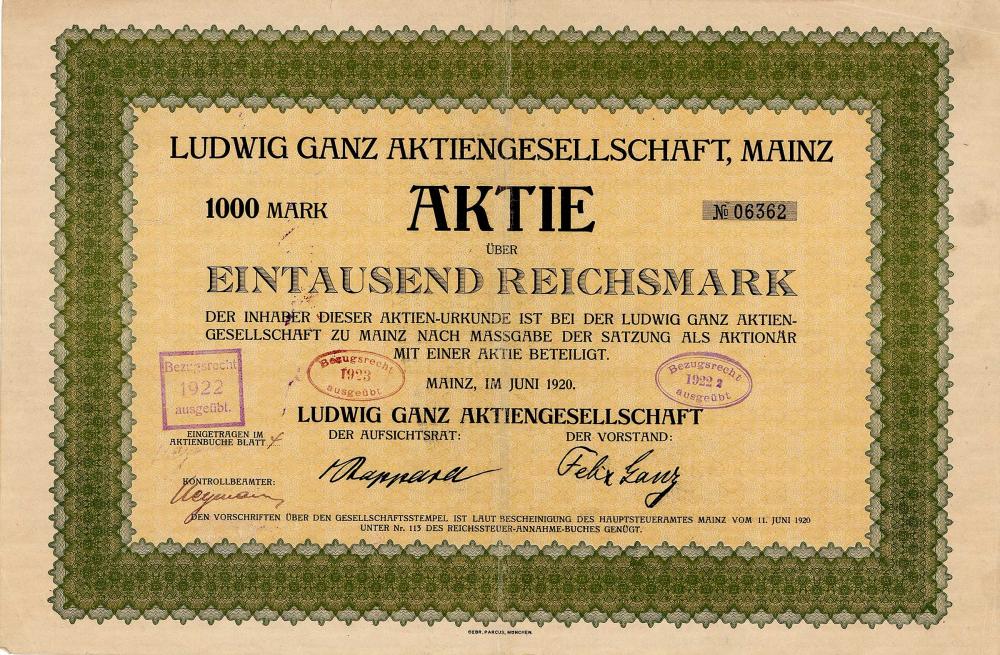 LUDWIG GANZ AKTIENGESELLSCHAFT, MAINZ
1000 MARK
AKTIE
№ 06362
ÜBER
EINTAUSEND REICHSMARK
DER INHABER DIESER AKTIEN-URKUNDE IST BEI DER LUDWIG GANZ AKTIEN-
GESELLSCHAFT ZU MAINZ NACH MASSGABE DER SATZUNG ALS AKTIONÄR
MIT EINER AKTIE BETEILIGT.
Bezugsrecht
1922
ausgeübt.
Bezugsrecht
1923
ausgeübt
Bezugsrecht
1922 2
ausgeübt
MAINZ, IM JUNI 1920.
LUDWIG GANZ AKTIENGESELLSCHAFT
EINGETRAGEN IM
AKTIENBUCHE BLATT
DER AUFSICHTSRAT:
DER VORSTAND:
Felix Ganz
KONTROLLBEAMTER:
DEN VORSCHRIFTEN ÜBER DEN GESELLSCHAFTSSTEMPEL IST LAUT BESCHEINIGUNG DES HAUPTSTEUERAMTES MAINZ VOM 11. JUNI 1920
UNTER Nr. 115 DES REICHSSTEUER-ANNAHME-BUCHES GENÜGT.
GEBR. PARCUS, MÜNCHEN.